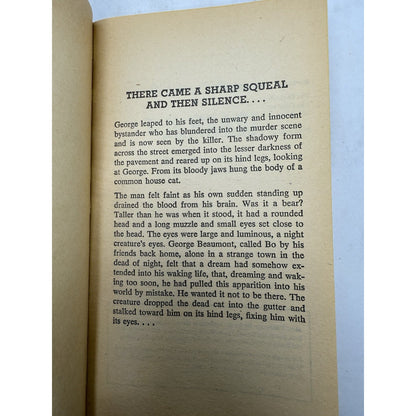 THERE CAME A SHARP SQUEAL
AND THEN SILENCE. . . .
George leaped to his feet, the unwary and innocent
bystander who has blundered into the murder scene
and is now seen by the killer. The shadowy form
across the street emerged into the lesser darkness of
the pavement and reared up on its hind legs, looking
at George. From its bloody jaws hung the body of a
common house cat.
The man felt faint as his own sudden standing up
drained the blood from his brain. Was it a bear?
Taller than he was when it stood, it had a rounded
head and a long muzzle and small eyes set close to
the head. The eyes were large and luminous, a night
creature's eyes. George Beaumont, called Bo by his
friends back home, alone in a strange town in the
dead of night, felt that a dream had somehow ex-
tended into his waking life, that, dreaming and wak-
ing too soon, he had pulled this apparition into his
world by mistake. He wanted it not to be there. The
creature dropped the dead cat into the gutter and
stalked toward him on its hind legs, fixing him with
its eyes. . . .